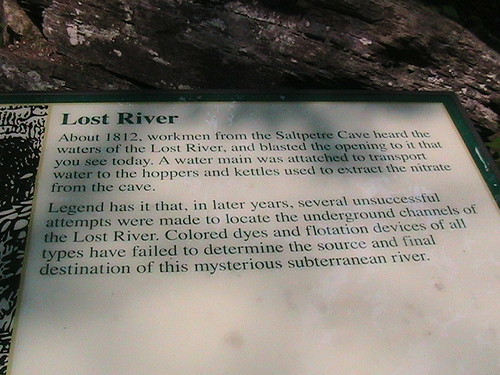 Lost River
About 1812, workmen from the Saltpetre Cave heard the
waters of the Lost River, and blasted the opening to it that
you see today. A water main was attatched to transport
water to the hoppers and kettles used to extract the nitrate
from the cave.
Legend has it that, in later years, several unsuccessful
attempts were made to locate the underground channels of
the Lost River. Colored dyes and flotation devices of all
types have failed to determine the source and final
destination of this mysterious subterranean river.